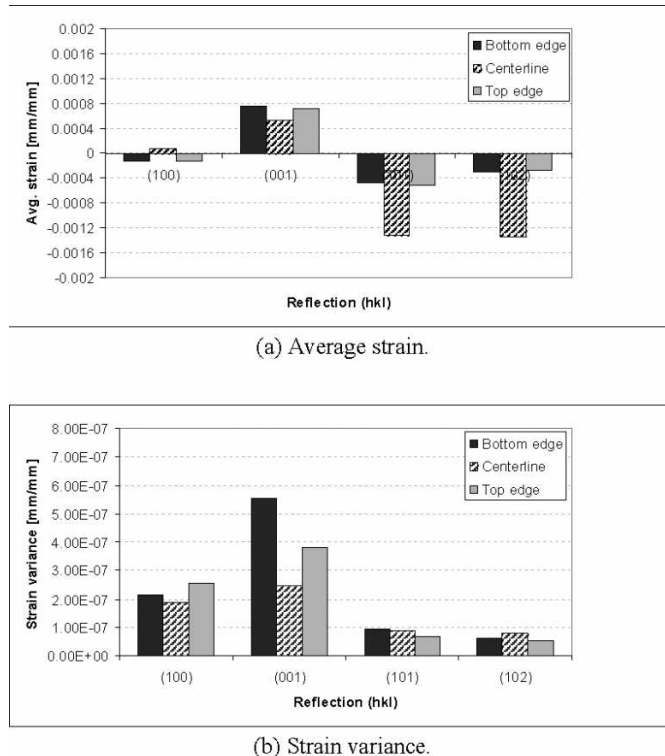 0.002
0.0016
0.0012
0.0008
0.0004
0
-0.0004
-0.0008
-0.0012
-0.0016
-0.002
Avg. strain [mm/mm]
Bottom edge
Centerline
Top edge
(100)
(001)
Reflection (hkl)
(a) Average strain.
8.00E-07
7.00E-07
6.00E-07
5.00E-07
4.00E-07
3.00E-07
2.00E-07
1.00E-07
0.00E+00
Strain variance [mm/mm]
Bottom edge
Centerline
Top edge
(100)
(001)
(101)
(102)
Reflection (hkl)
(b) Strain variance.